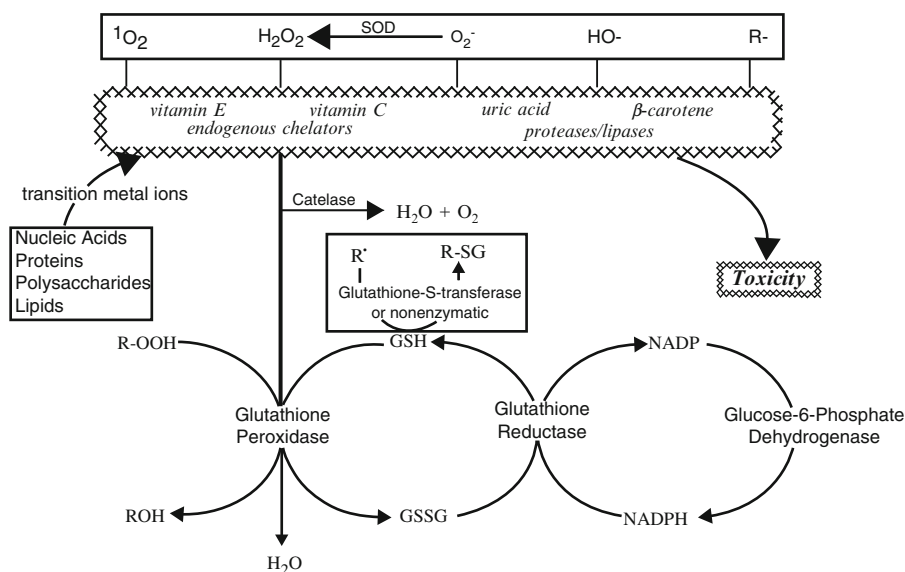 ¹O₂ H₂O₂ SOD O₂⁻ HO- R-
vitamin E vitamin C uric acid β-carotene
endogenous chelators proteases/lipases
transition metal ions
Catelase
H₂O + O₂
Nucleic Acids
Proteins
Polysaccharides
Lipids
R• R-SG
Glutathione-S-transferase
or nonenzymatic
Toxicity
R-OOH GSH NADP
Glutathione
Peroxidase
Glutathione
Reductase
Glucose-6-Phosphate
Dehydrogenase
ROH GSSG NADPH
H₂O